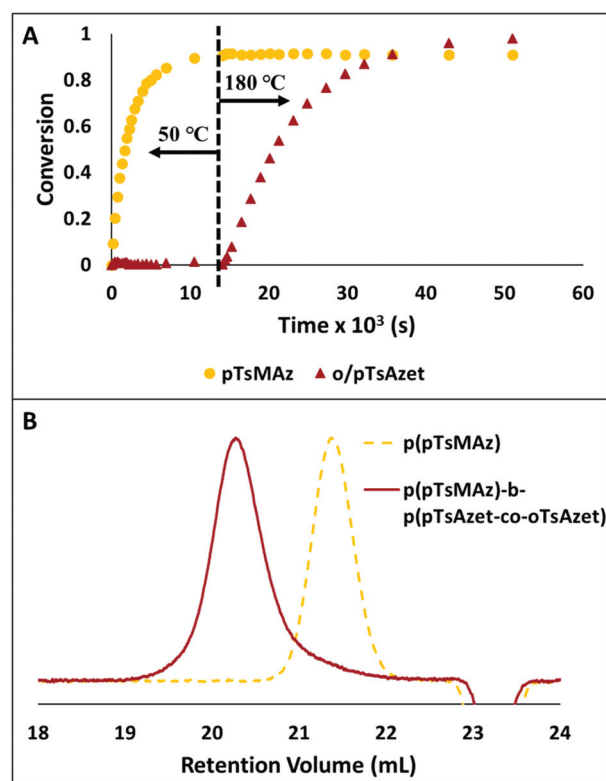 A
1
0.8
0.6
0.4
0.2
0
Conversion
180 °C
50 °C
0 10 20 30 40 50 60
Time x 10³ (s)
pTsMAz o/pTsAzet
B
p(pTsMAz)
p(pTsMAz)-b-
p(pTsAzet-co-oTsAzet)
18 19 20 21 22 23 24
Retention Volume (mL)